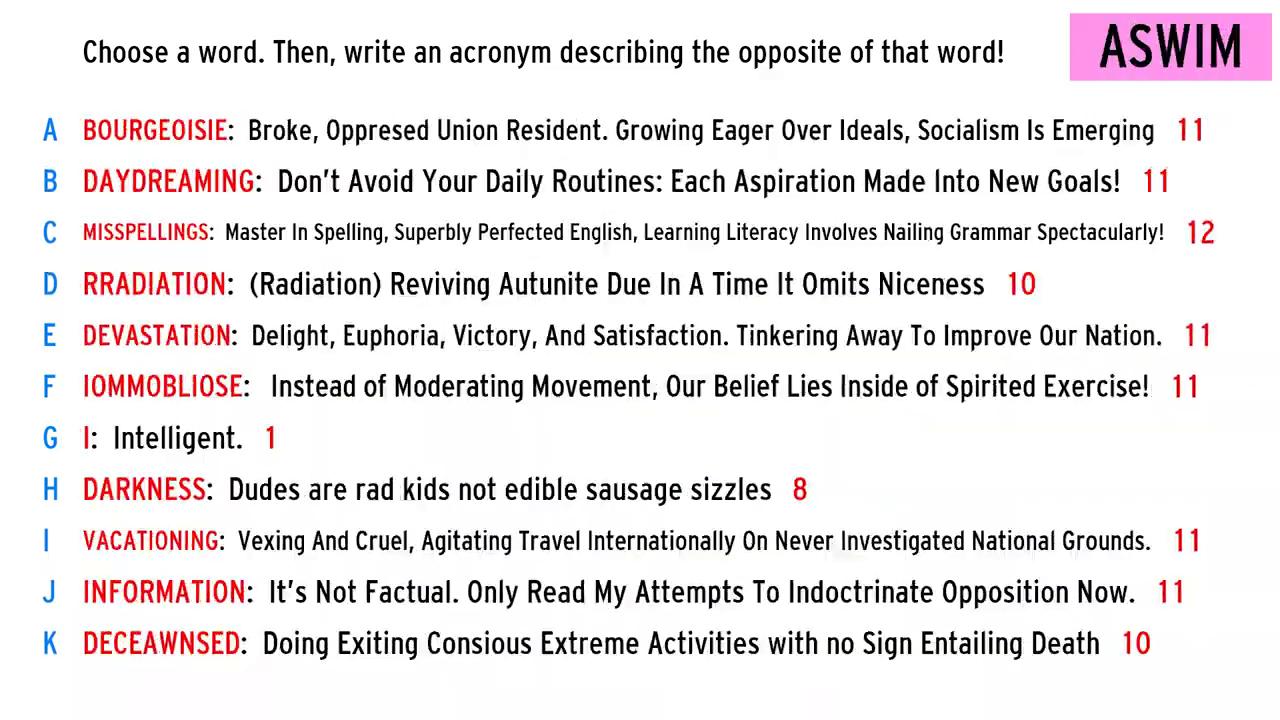 Choose a word. Then, write an acronym describing the opposite of that word!
ASWIM
A BOURGEOISIE: Broke, Oppresed Union Resident. Growing Eager Over Ideals, Socialism Is Emerging 11
B DAYDREAMING: Don't Avoid Your Daily Routines: Each Aspiration Made Into New Goals! 11
C MISSPELLINGS: Master In Spelling, Superbly Perfected English, Learning Literacy Involves Nailing Grammar Spectacularly! 12
D RRADIATION: (Radiation) Reviving Autunite Due In A Time It Omits Niceness 10
E DEVASTATION: Delight, Euphoria, Victory, And Satisfaction. Tinkering Away To Improve Our Nation. 11
F IOMMOBLIOSE: Instead of Moderating Movement, Our Belief Lies Inside of Spirited Exercise! 11
G I: Intelligent. 1
H DARKNESS: Dudes are rad kids not edible sausage sizzles 8
I VACATIONING: Vexing And Cruel, Agitating Travel Internationally On Never Investigated National Grounds. 11
J INFORMATION: It's Not Factual. Only Read My Attempts To Indoctrinate Opposition Now. 11
K DECEAWNSED: Doing Exiting Consious Extreme Activities with no Sign Entailing Death 10